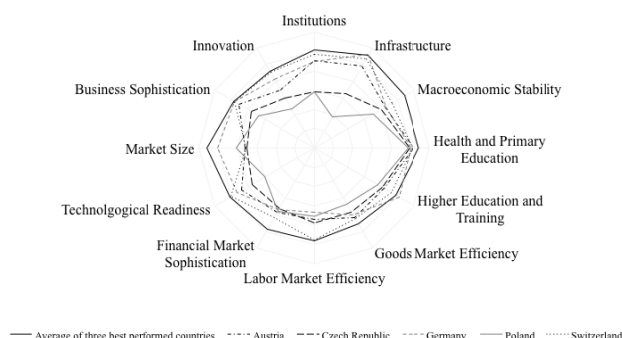 Institutions
Innovation
Infrastructure
Business Sophistication
Macroeconomic Stability
Market Size
Health and Primary
Education
Technolgogical Readiness
Higher Education and
Training
Financial Market
Sophistication
Goods Market Efficiency
Labor Market Efficiency
Average of three best performed countries
Austria
Czech Republic
Germany
Poland
Switzerland